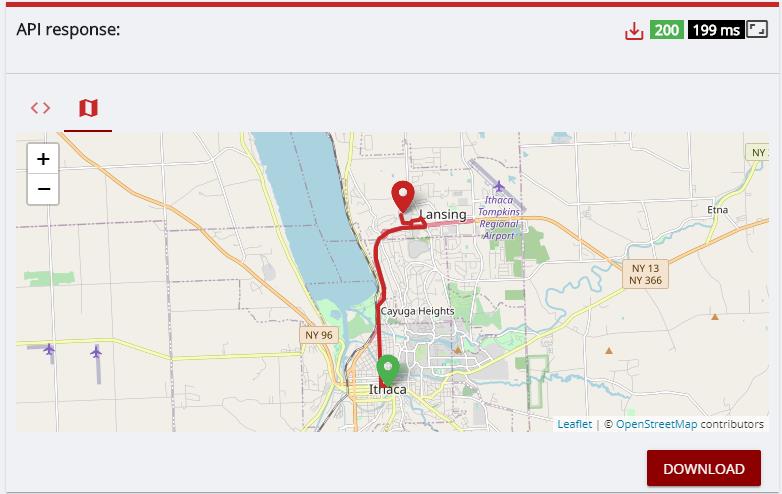 API response:
200
199 ms
+
−
NY
Lansing
Ithaca
Tompkins
Regional
Airport
Etna
NY 13
NY 366
Cayuga Heights
NY 96
Ithaca
Leaflet | © OpenStreetMap contributors
DOWNLOAD